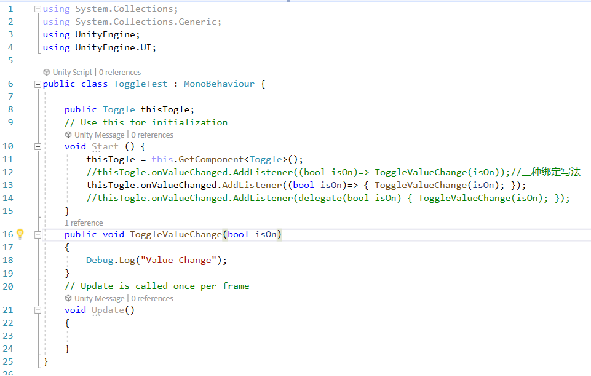 1 using System.Collections;
2 using System.Collections.Generic;
3 using UnityEngine;
4 using UnityEngine.UI;
5
Unity Script | 0 references
6 public class ToggleTest : MonoBehaviour {
7
8 public Toggle thisTogle;
9 // Use this for initialization
Unity Message | 0 references
10 void Start () {
11 thisTogle = this.GetComponent<Toggle>();
12 //thisTogle.onValueChanged.AddListener((bool isOn)=> ToggleValueChange(isOn));//三种绑定写法
13 thisTogle.onValueChanged.AddListener((bool isOn)=> { ToggleValueChange(isOn); });
14 //thisTogle.onValueChanged.AddListener(delegate(bool isOn) { ToggleValueChange(isOn); });
15 }
1 reference
16 public void ToggleValueChange(bool isOn)
17 {
18 Debug.Log("Value Change");
19 }
20 // Update is called once per frame
Unity Message | 0 references
21 void Update()
22 {
23
24 }
25 }
26